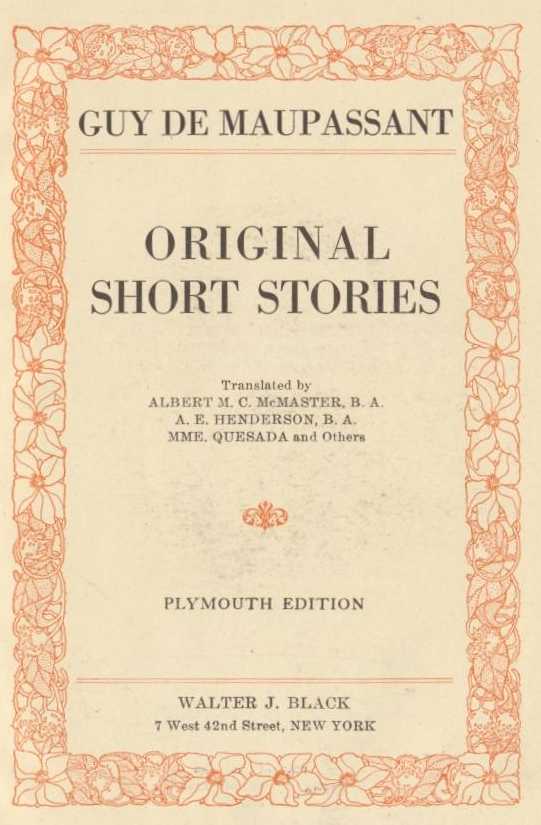 GUY DE MAUPASSANT
ORIGINAL
SHORT STORIES
Translated by
ALBERT M. C. McMASTER, B. A.
A. E. HENDERSON, B. A.
MME. QUESADA and Others
PLYMOUTH EDITION
WALTER J. BLACK
7 West 42nd Street, NEW YORK